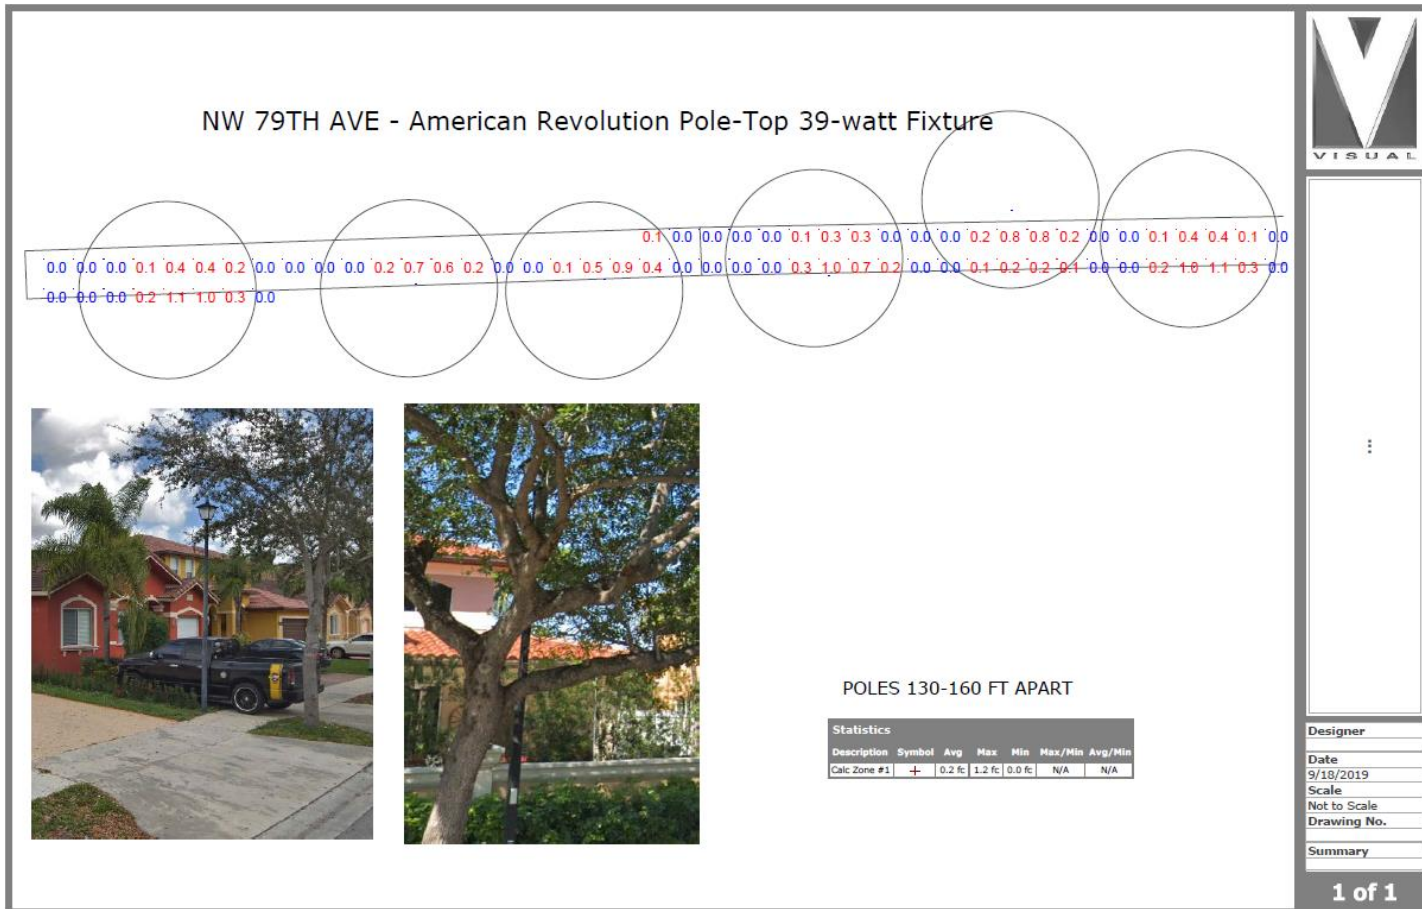 NW 79TH AVE - American Revolution Pole-Top 39-watt Fixture
0.1 0.0 0.0 0.0 0.0 0.1 0.3 0.3 0.0 0.0 0.0 0.2 0.8 0.8 0.2 0.0 0.0 0.1 0.4 0.4 0.1 0.0
0.0 0.0 0.0 0.1 0.4 0.4 0.2 0.0 0.0 0.0 0.0 0.2 0.7 0.6 0.2 0.0 0.0 0.1 0.5 0.9 0.4 0.0 0.0 0.0 0.0 0.3 1.0 0.7 0.2 0.0 0.0 0.1 0.2 0.2 0.1 0.0 0.0 0.2 1.1 0.3 0.0
0.0 0.0 0.0 0.2 1.1 1.0 0.3 0.0
POLES 130-160 FT APART
Statistics
Description Symbol Avg Max Min Max/Min Avg/Min
Calc Zone #1 + 0.2 fc 1.2 fc 0.0 fc N/A N/A
VISUAL
Designer
Date
9/18/2019
Scale
Not to Scale
Drawing No.
Summary
1 of 1